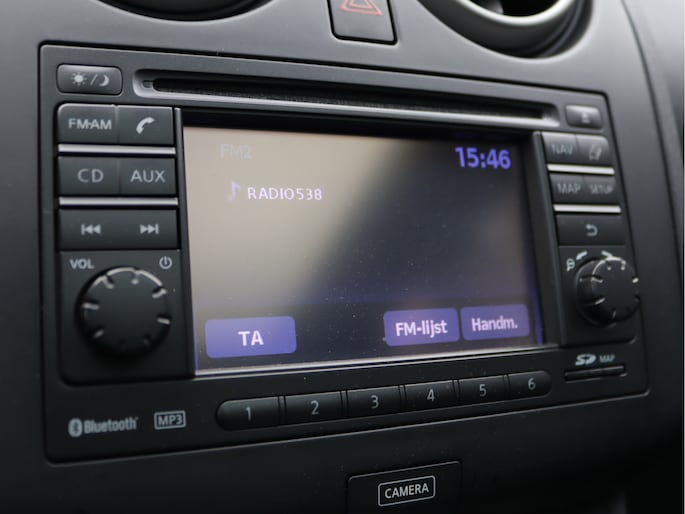 FM·AM
CD AUX
VOL
FM2
15:46
RADIO538
TA FM-lijst Handm.
NAV
MAP SETUP
SD MAP
1 2 3 4 5 6
Bluetooth MP3
CAMERA